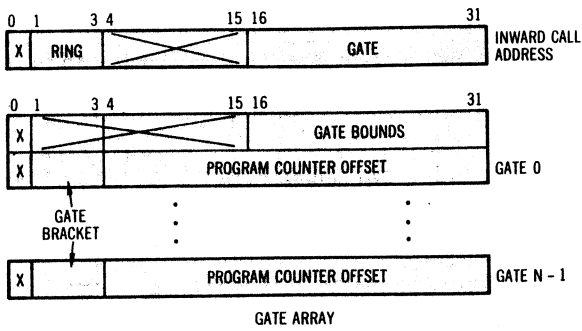 0 1 3 4 15 16 31
X RING GATE INWARD CALL
ADDRESS
0 1 3 4 15 16 31
X GATE BOUNDS
X PROGRAM COUNTER OFFSET GATE 0
GATE
BRACKET
X PROGRAM COUNTER OFFSET GATE N - 1
GATE ARRAY